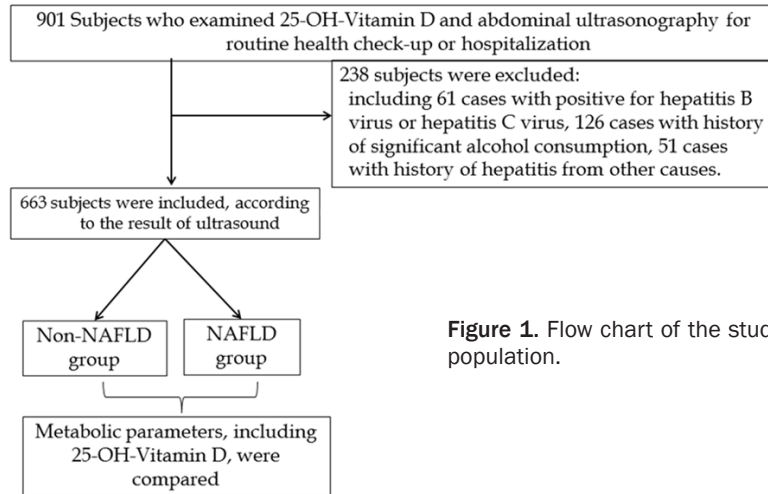 901 Subjects who examined 25-OH-Vitamin D and abdominal ultrasonography for
routine health check-up or hospitalization
238 subjects were excluded:
including 61 cases with positive for hepatitis B
virus or hepatitis C virus, 126 cases with history
of significant alcohol consumption, 51 cases
with history of hepatitis from other causes.
663 subjects were included, according
to the result of ultrasound
Non-NAFLD
group
NAFLD
group
Metabolic parameters, including
25-OH-Vitamin D, were
compared
Figure 1. Flow chart of the stud
population.